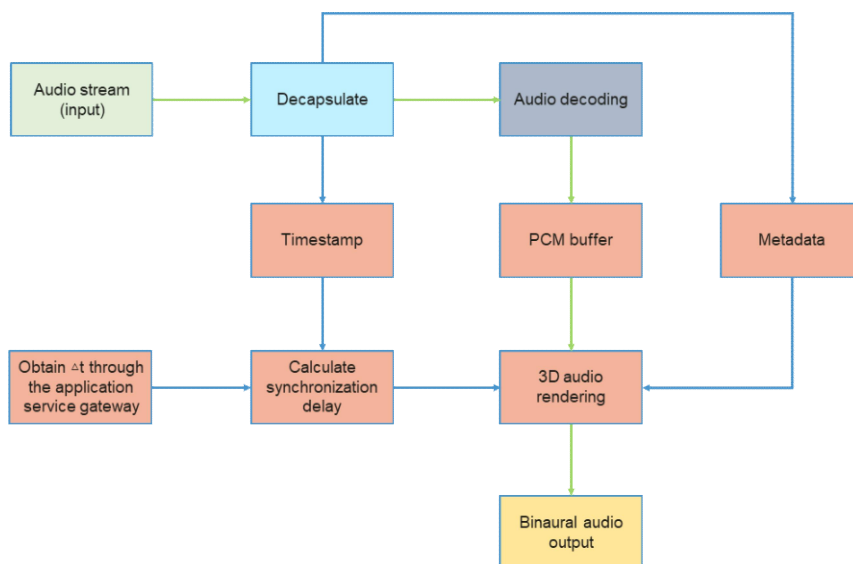 Audio stream
(input)
Decapsulate
Audio decoding
Timestamp
PCM buffer
Metadada
Obtain △t through
the application
service gateway
Calculate
synchronization
delay
3D audio
rendering
Binaural audio
output